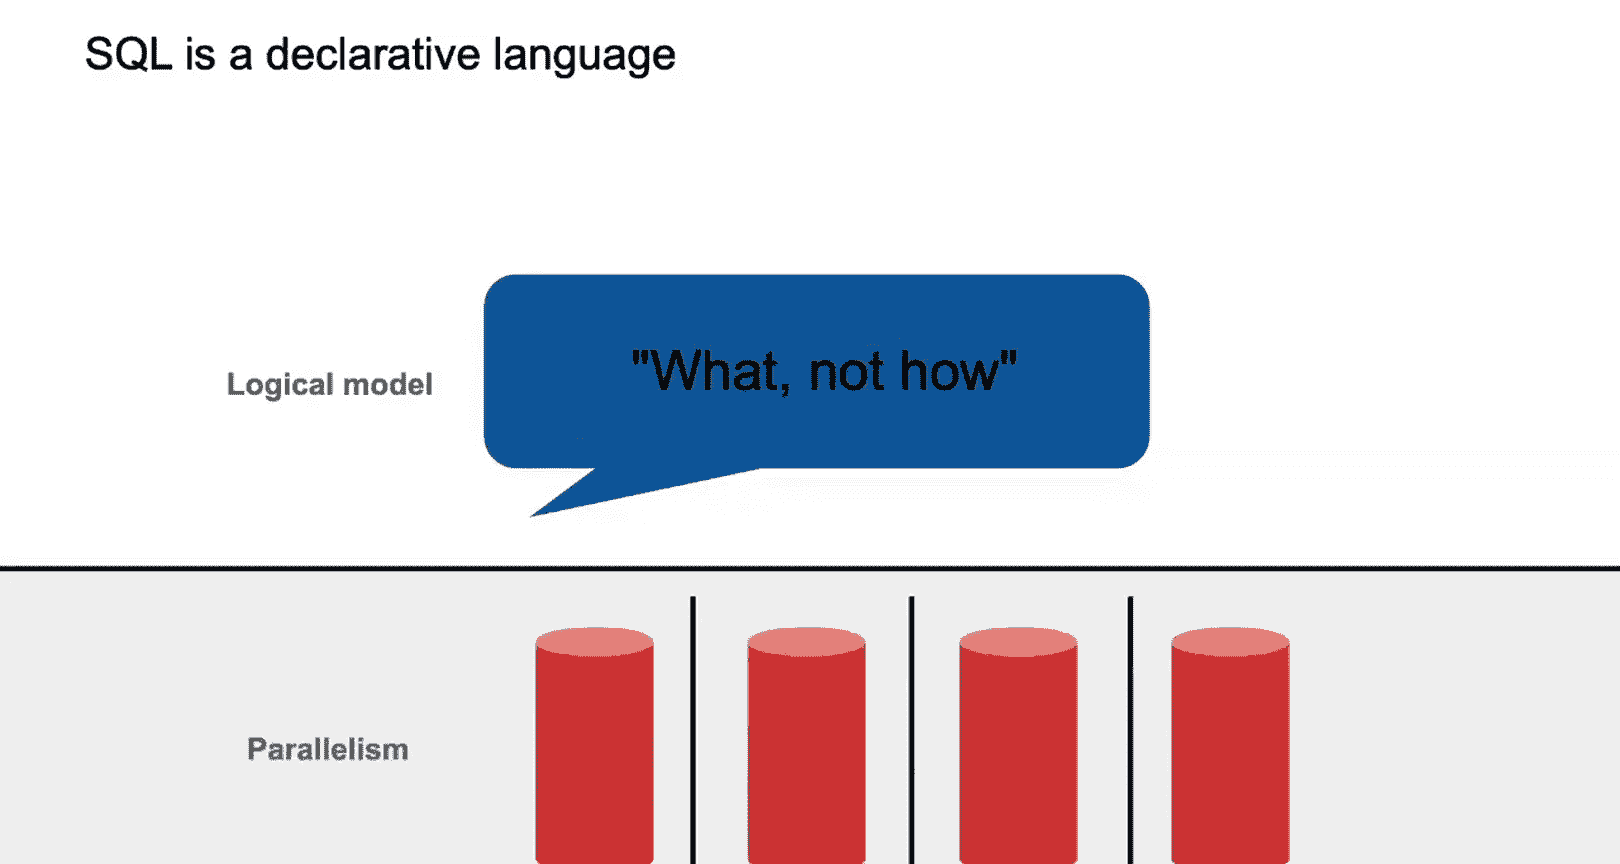 SQL is a declarative language
Logical model
"What, not how"
Parallelism